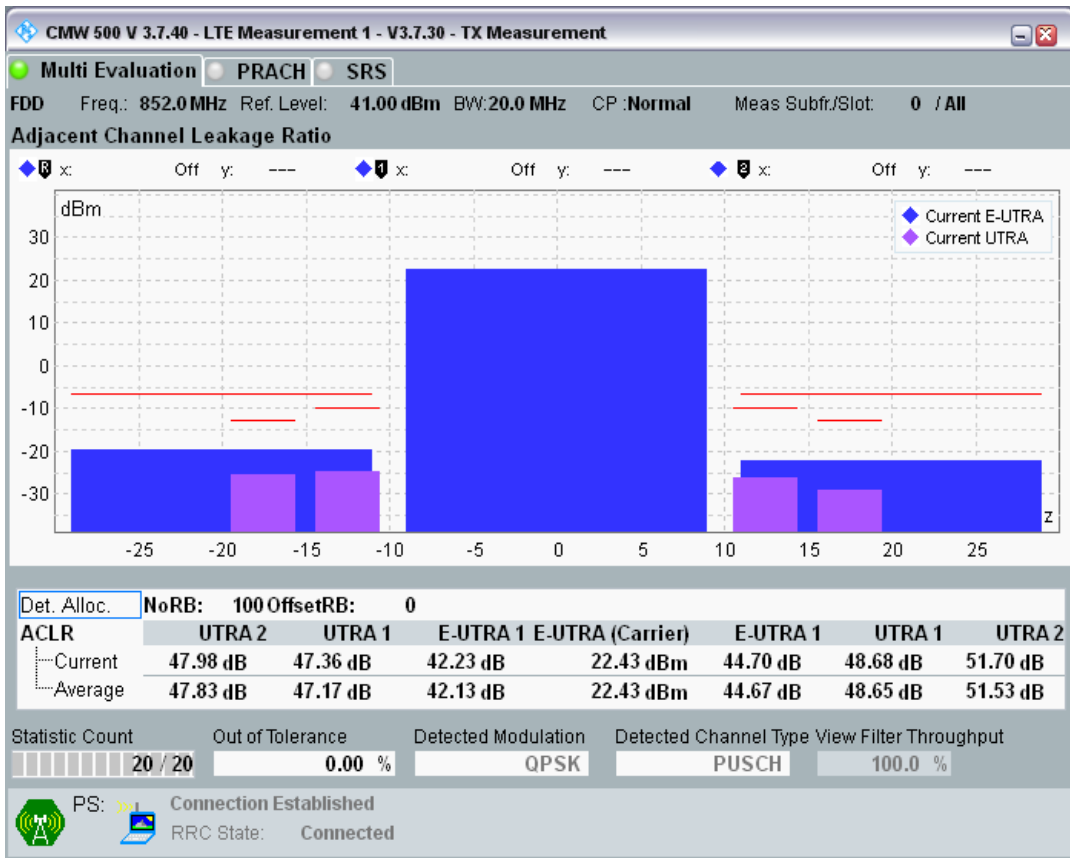 CMW 500 V 3.7.40 - LTE Measurement 1 - V3.7.30 - TX Measurement
Multi Evaluation PRACH SRS
FDD Freq.: 852.0 MHz Ref. Level: 41.00 dBm BW: 20.0 MHz CP : Normal Meas Subfr./Slot: 0 / All
Adjacent Channel Leakage Ratio
R x: Off y: --- 1 x: Off y: --- 2 x: Off y: ---
dBm
Current E-UTRA
Current UTRA
30
20
10
0
-10
-20
-30
z
-25 -20 -15 -10 -5 0 5 10 15 20 25
Det. Alloc. NoRB: 100 OffsetRB: 0
ACLR UTRA 2 UTRA 1 E-UTRA 1 E-UTRA (Carrier) E-UTRA 1 UTRA 1 UTRA 2
Current 47.98 dB 47.36 dB 42.23 dB 22.43 dBm 44.70 dB 48.68 dB 51.70 dB
Average 47.83 dB 47.17 dB 42.13 dB 22.43 dBm 44.67 dB 48.65 dB 51.53 dB
Statistic Count Out of Tolerance Detected Modulation Detected Channel Type View Filter Throughput
20 / 20 0.00 % QPSK PUSCH 100.0 %
PS: Connection Established
RRC State: Connected